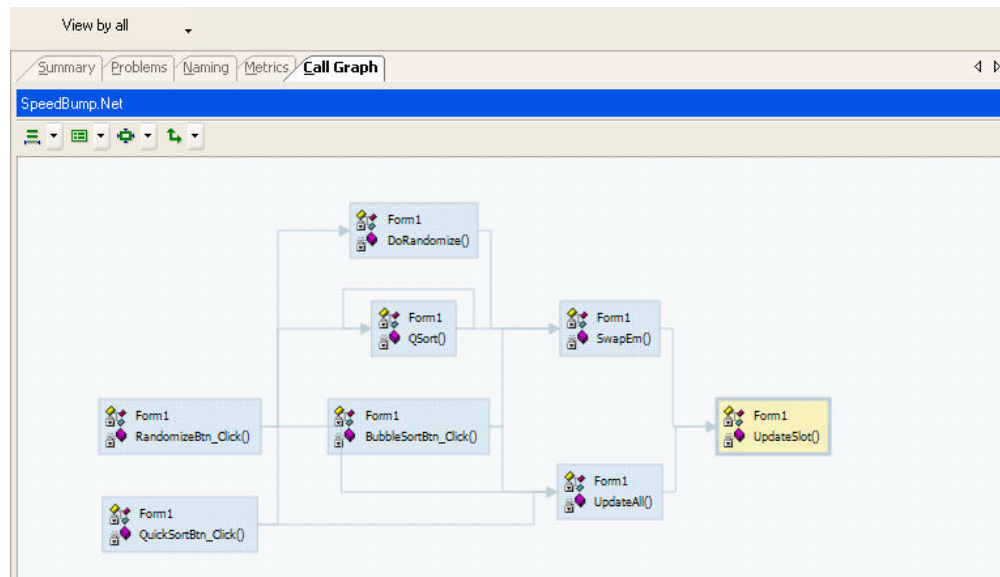 View by all
Summary Problems Naming Metrics Call Graph
SpeedBump.Net
Form1
DoRandomize()
Form1
QSort()
Form1
SwapEm()
Form1
RandomizeBtn_Click()
Form1
BubbleSortBtn_Click()
Form1
UpdateSlot()
Form1
UpdateAll()
Form1
QuickSortBtn_Click()